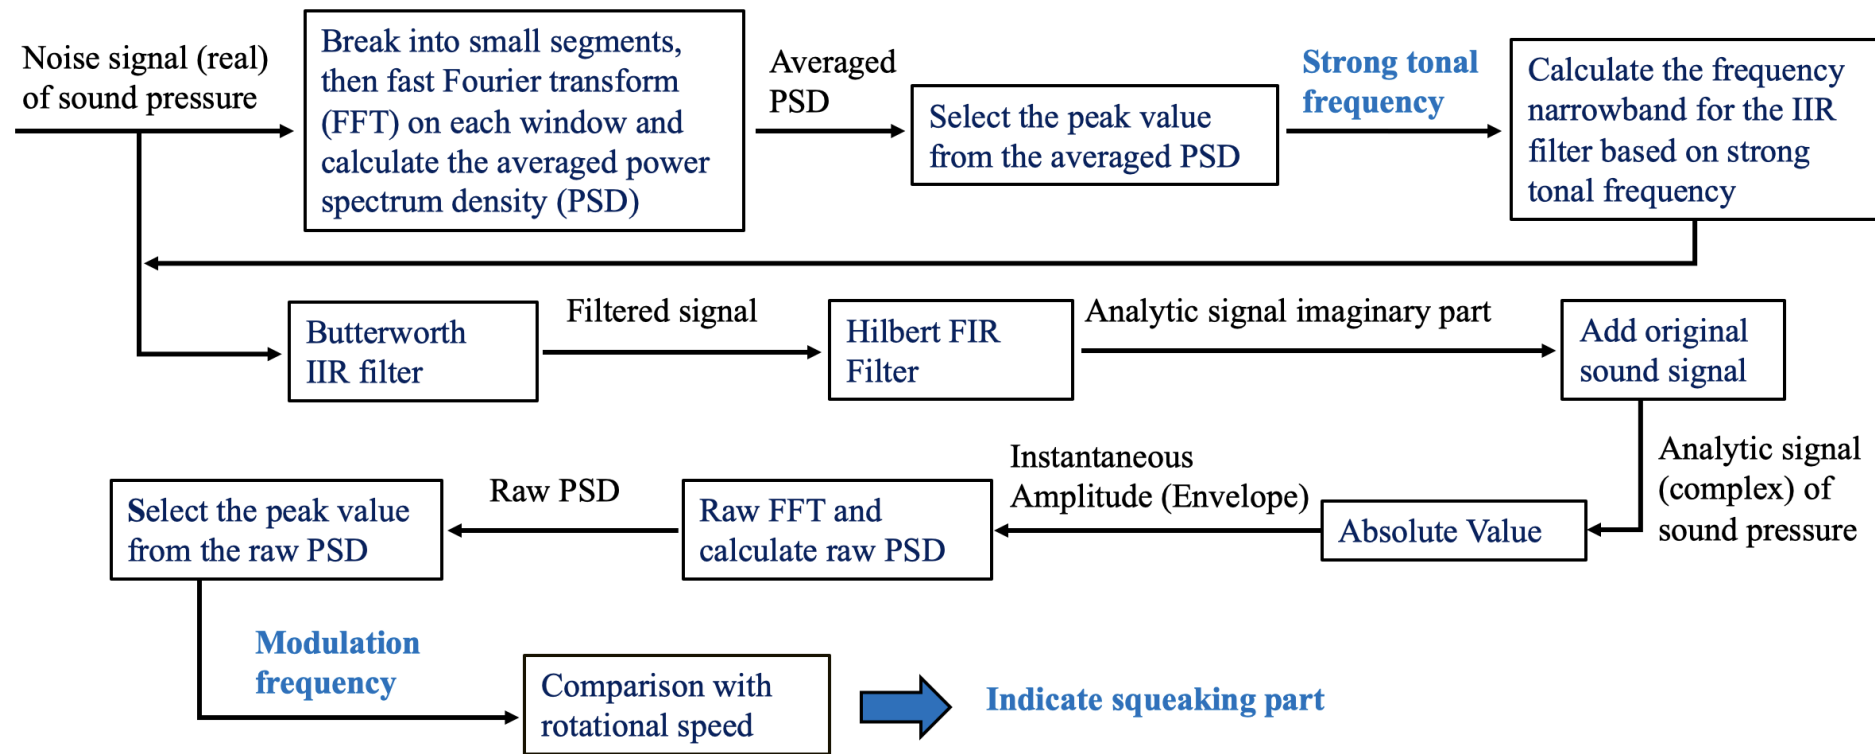 Noise signal (real)
of sound pressure
Break into small segments,
then fast Fourier transform
(FFT) on each window and
calculate the averaged power
spectrum density (PSD)
Averaged
PSD
Select the peak value
from the averaged PSD
Strong tonal
frequency
Calculate the frequency
narrowband for the IIR
filter based on strong
tonal frequency
Butterworth
IIR filter
Filtered signal
Hilbert FIR
Filter
Analytic signal imaginary part
Add original
sound signal
Analytic signal
(complex) of
sound pressure
Absolute Value
Instantaneous
Amplitude (Envelope)
Raw FFT and
calculate raw PSD
Raw PSD
Select the peak value
from the raw PSD
Modulation
frequency
Comparison with
rotational speed
Indicate squeaking part